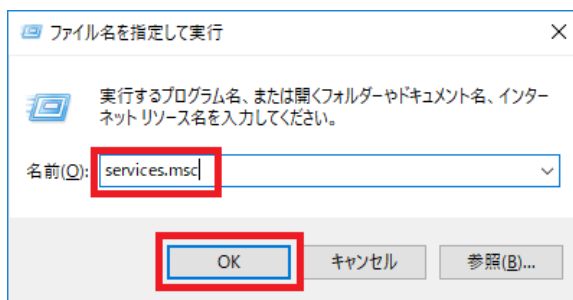 ファイル名を指定して実行
実行するプログラム名、または開くフォルダーやドキュメント名、インター
ネット リソース名を入力してください。
名前(O): services.msc
OK キャンセル 参照(B)...